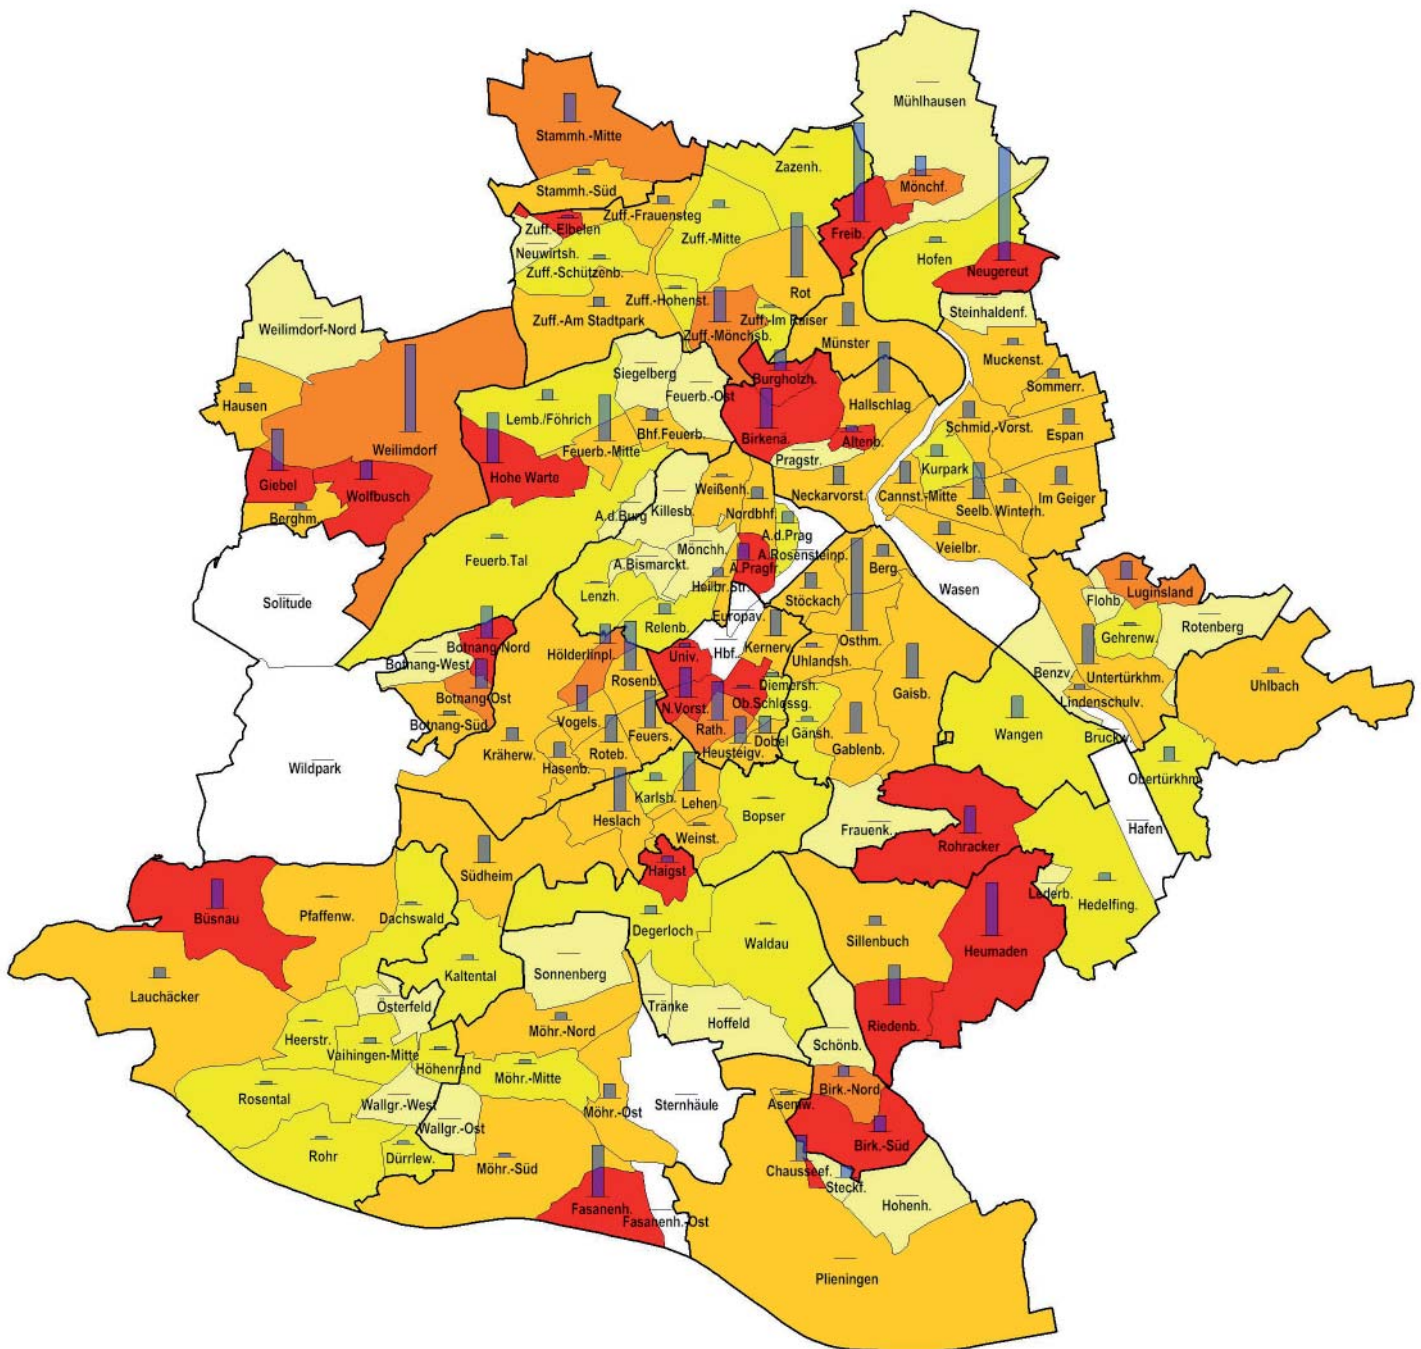 Mühlhausen
Stammh.-Mitte
Zazenh.
Mönchf.
Stammh.-Süd
Zuff.-Frauensteg
Zuff.-Elbelen
Freib.
Zuff.-Mitte
Neuwirtsh.
Hofen
Zuff.-Schützenb.
Neugereut
Rot
Zuff.-Hohenst.
Steinhaldenf.
Zuff.-Am Stadtpark
Zuff.-Im Raiser
Weilimdorf-Nord
Zuff.-Mönchsb.
Münster
Muckenst.
Siegelberg
Burgholzh.
Sommerr.
Feuerb.-Ost
Hausen
Hallschlag
Lemb./Föhrich
Schmid.-Vorst.
Espan
Bhf.Feuerb.
Birkenä.
Altenb.
Weilimdorf
Feuerb.-Mitte
Pragstr.
Kurpark
Hohe Warte
Giebel
Wolfbusch
Weißenh.
Neckarvorst.
Cannst.-Mitte
Im Geiger
Killesb.
Nordbhf.
Seelb.
Winterh.
Berghm.
A.d.Burg
A.d.Prag
Veielbr.
Mönchh.
A.Rosensteinp.
Feuerb.Tal
A.Bismarckt.
A.Pragfr.
Berg
Heilbr.Str.
Wasen
Lenzh.
Stöckach
Luginsland
Solitude
Flohb.
Europav.
Relenb.
Rotenberg
Gehrenw.
Osthm.
Botnang-Nord
Hölderlinpl.
Hbf.
Kernerv.
Univ.
Uhlandsh.
Botnang-West
Benzv.
Untertürkhm.
Uhlbach
Rosenb.
Diemersh.
Gaisb.
Botnang-Ost
Ob.Schlossg.
Lindenschulv.
N.Vorst.
Botnang-Süd
Vogels.
Rath.
Gänsh.
Feuers.
Dobel
Wangen
Bruckw.
Kräherw.
Roteb.
Heusteigv.
Gablenb.
Hasenb.
Wildpark
Obertürkhm.
Karlsh.
Lehen
Heslach
Bopser
Hafen
Frauenk.
Weinst.
Rohracker
Südheim
Haigst
Lederb.
Hedelfing.
Büsnau
Pfaffenw.
Dachswald
Degerloch
Sillenbuch
Waldau
Heumaden
Kaltental
Sonnenberg
Lauchäcker
Österfeld
Tränke
Hoffeld
Riedenb.
Möhr.-Nord
Heerstr.
Schönb.
Vaihingen-Mitte
Höhenrand
Möhr.-Mitte
Birk.-Nord
Rosental
Wallgr.-West
Sternhäule
Asemw.
Möhr.-Ost
Wallgr.-Ost
Birk.-Süd
Rohr
Dürrlew.
Möhr.-Süd
Chausseef.
Steckf.
Hohenh.
Fasanenh.
Fasanenh.-Ost
Plieningen